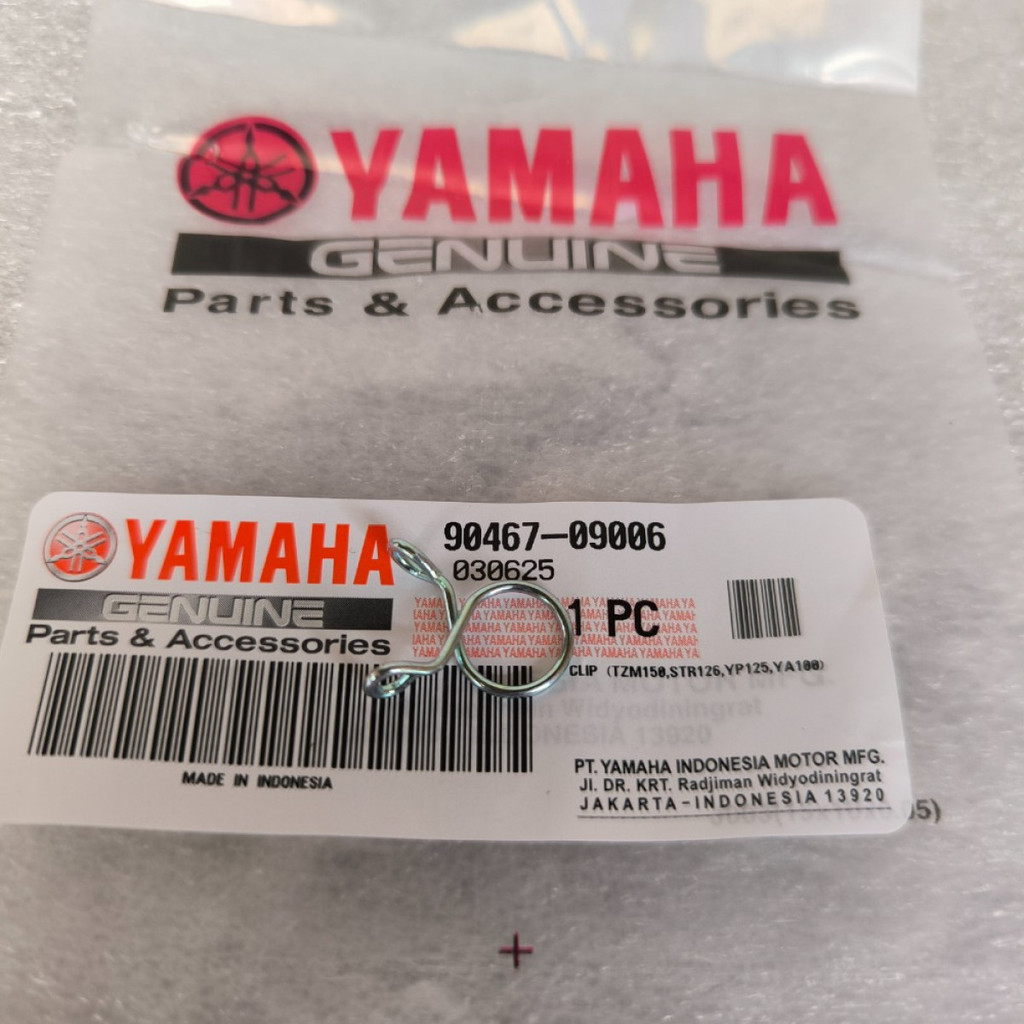 YAMAHA
GENUINE
Parts & Accessories
YAMAHA
GENUINE
Parts & Accessories
90467-09006
030625
1 PC
CLIP (TZM150,STR126,YP125,YA100)
MADE IN INDONESIA
PT. YAMAHA INDONESIA MOTOR MFG.
Jl. DR. KRT. Radjiman Widyodiningrat
JAKARTA-INDONESIA 13920